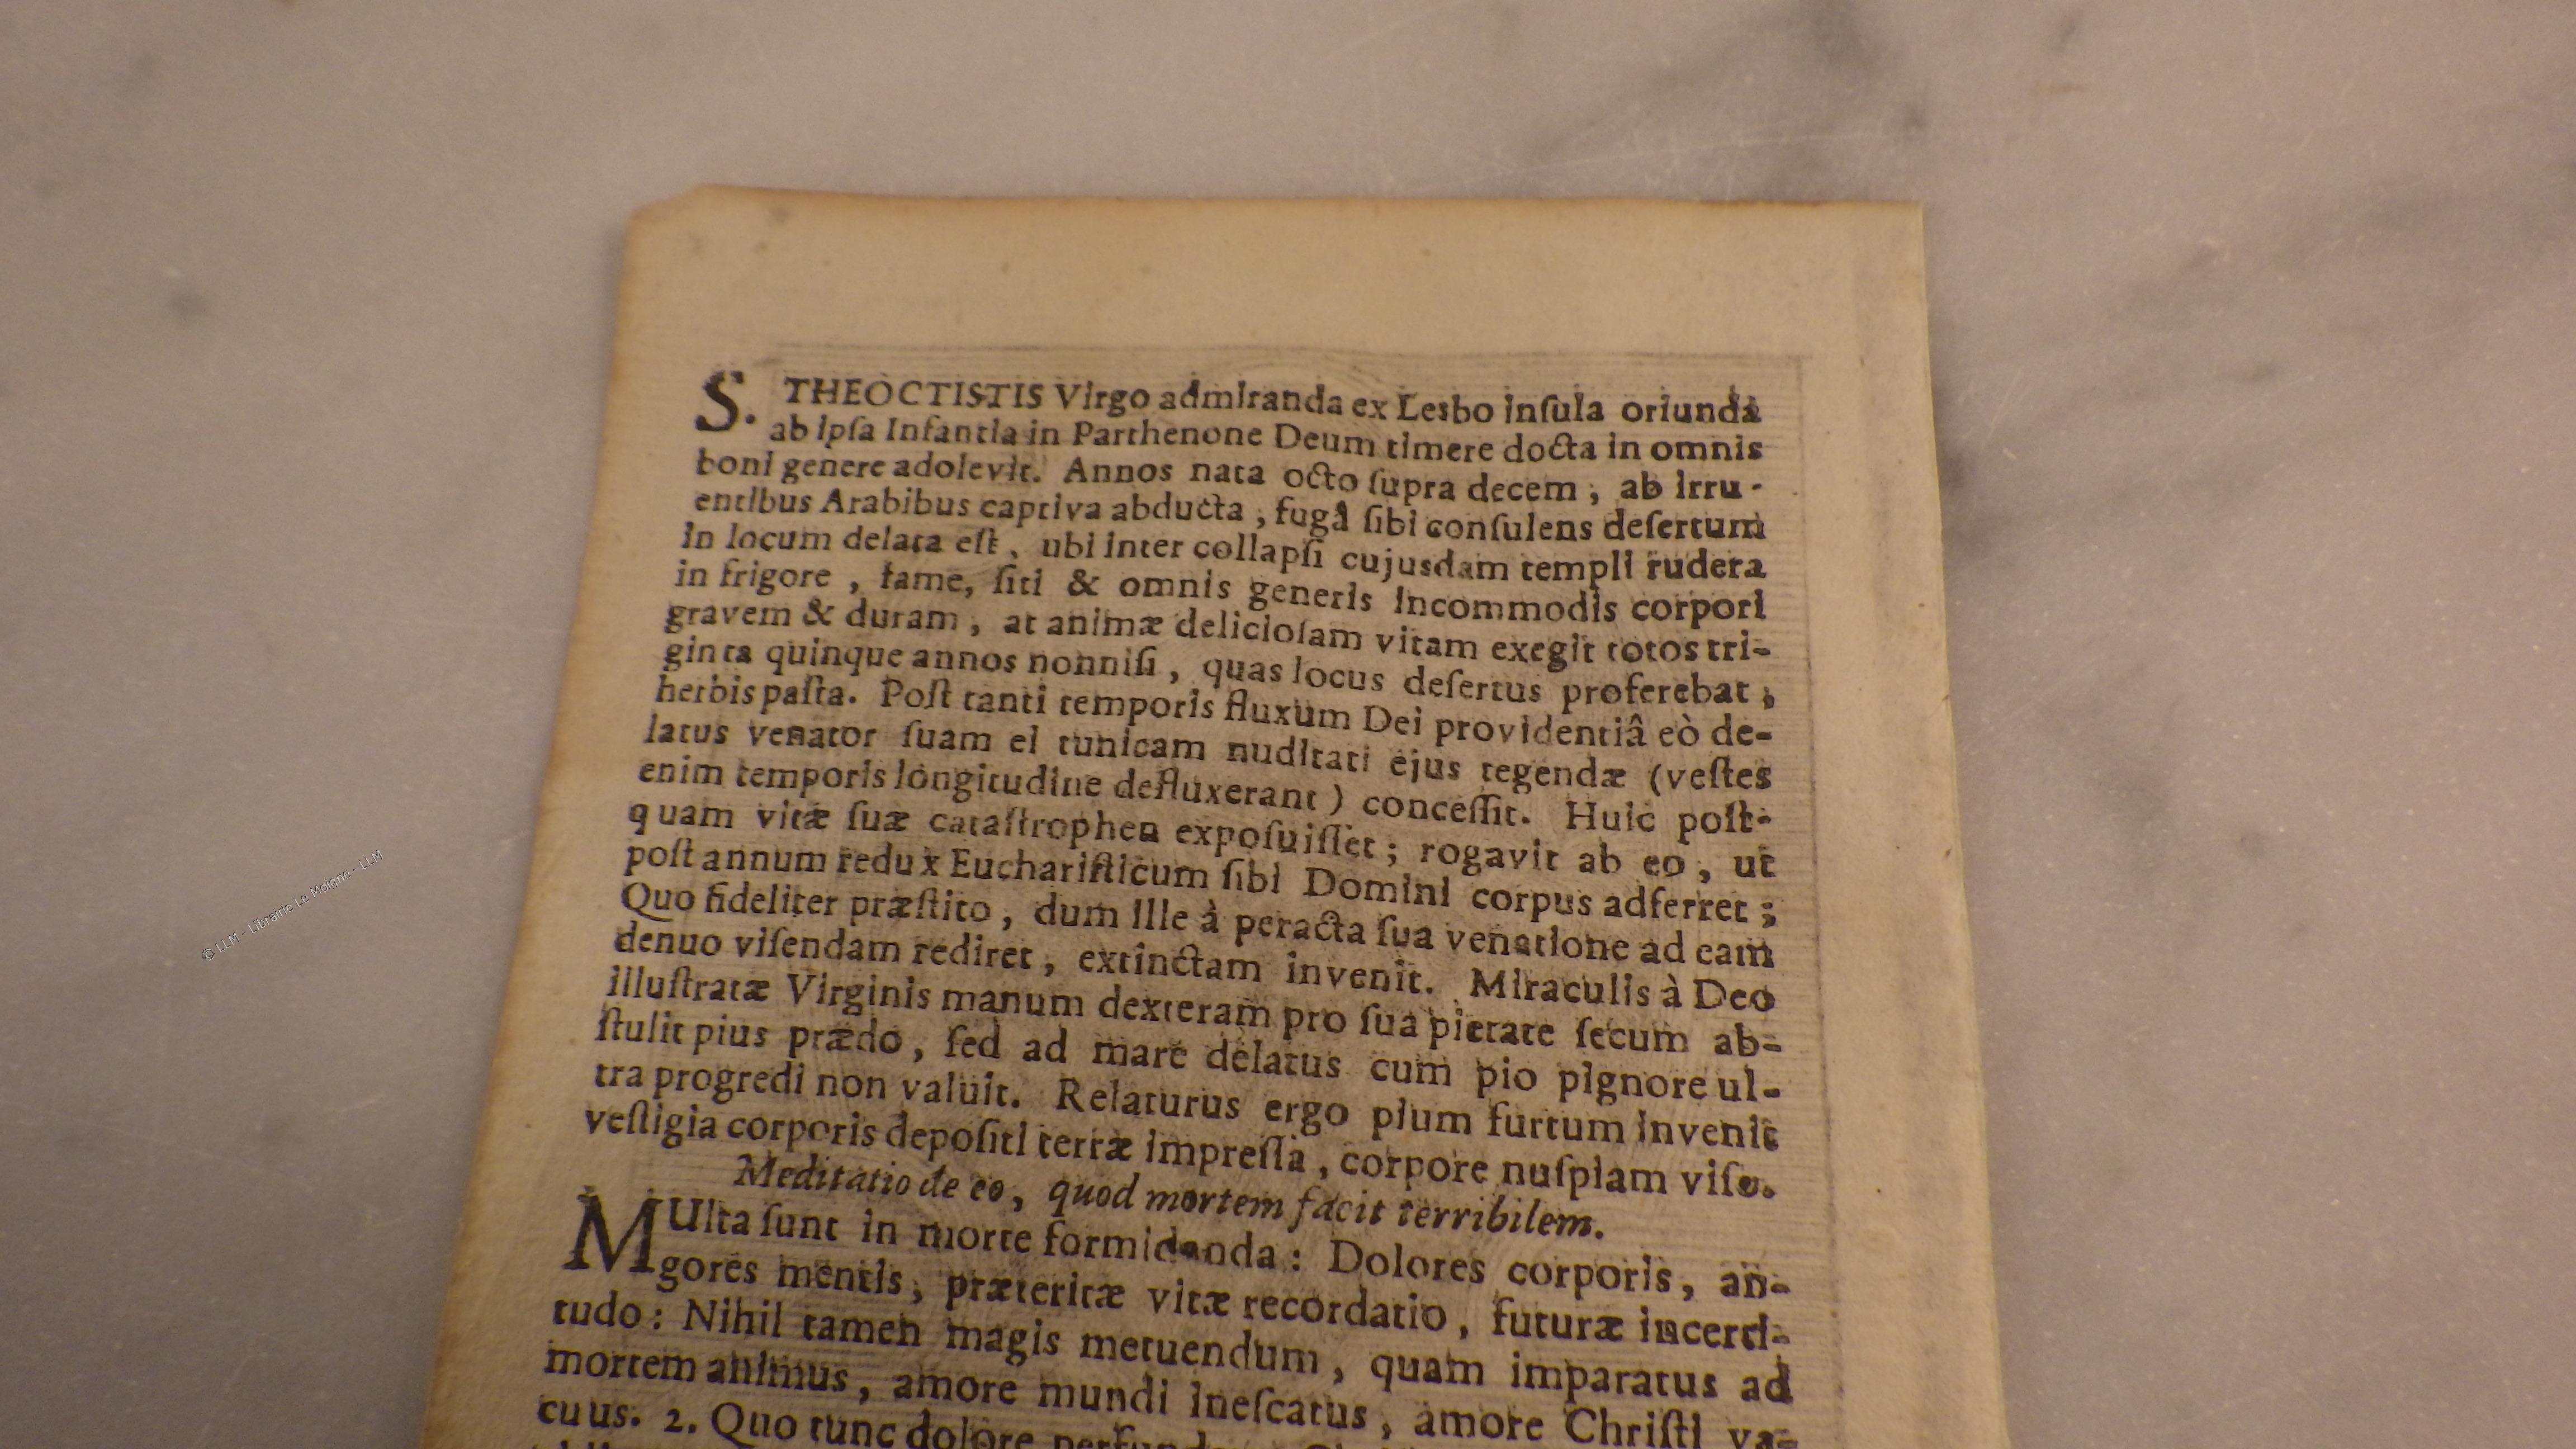 S. THEOCTISTIS Virgo admiranda ex Lesbo inſula oriunda
ab ipſa Infantia in Parthenone Deum timere docta in omnis
boni genere adolevit. Annos nata octo ſupra decem, ab irru-
entibus Arabibus captiva abducta, fugâ ſibi conſulens deſertum
in locum delata eſt, ubi inter collapſi cujusdam templi rudera
in frigore, fame, ſiti & omnis generis incommodis corpori
gravem & duram, at animæ delicioſam vitam exegit totos tri-
ginta quinque annos nonniſi, quas locus deſertus proferebat,
herbis paſta. Poſt tanti temporis fluxum Dei providentiâ eò de-
latus venator ſuam ei tunicam nuditati ejus tegendæ (veſtes
enim temporis longitudine defluxerant) conceſſit. Huic poſt-
quam vitæ ſuæ cataſtrophen expoſuiſſet; rogavit ab eo, ut
poſt annum redux Euchariſticum ſibi Domini corpus adferret;
Quo fideliter præſtito, dum ille à peracta ſua venatione ad eam
denuo viſendam rediret, extinctam invenit. Miraculis à Deo
illuſtratæ Virginis manum dexteram pro ſua pietate ſecum ab-
ſtulit pius prædo, ſed ad mare delatus cum pio pignore ul-
tra progredi non valuit. Relaturus ergo pium furtum invenit
veſtigia corporis depoſiti terræ impreſſa, corpore nuſpiam viſo.
Meditatio de eo, quod mortem facit terribilem.
MUlta ſunt in morte formidanda: Dolores corporis, an-
gores mentis, præteritæ vitæ recordatio, futuræ incerti-
tudo: Nihil tamen magis metuendum, quam imparatus ad
mortem animus, amore mundi ineſcatus, amore Chriſti va-
cuus. 2. Quo tunc dolore
© LLM - Librairie Le Moigne - LLM